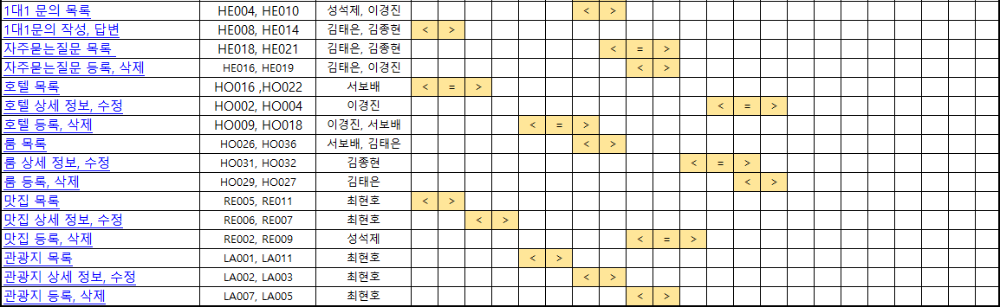 1대1 문의 목록 HE004, HE010 성석제, 이경진 < >
1대1문의 작성, 답변 HE008, HE014 김태은, 김종현 < >
자주묻는질문 목록 HE018, HE021 김태은, 김종현 < = >
자주묻는질문 등록, 삭제 HE016, HE019 김태은, 이경진 < >
호텔 목록 HO016 ,HO022 서보배 < = >
호텔 상세 정보, 수정 HO002, HO004 이경진 < = >
호텔 등록, 삭제 HO009, HO018 이경진, 서보배 < = >
룸 목록 HO026, HO036 서보배, 김태은 < >
룸 상세 정보, 수정 HO031, HO032 김종현 < = >
룸 등록, 삭제 HO029, HO027 김태은 < >
맛집 목록 RE005, RE011 최현호 < >
맛집 상세 정보, 수정 RE006, RE007 최현호 < >
맛집 등록, 삭제 RE002, RE009 성석제 < = >
관광지 목록 LA001, LA011 최현호 < >
관광지 상세 정보, 수정 LA002, LA003 최현호 < >
관광지 등록, 삭제 LA007, LA005 최현호 < >